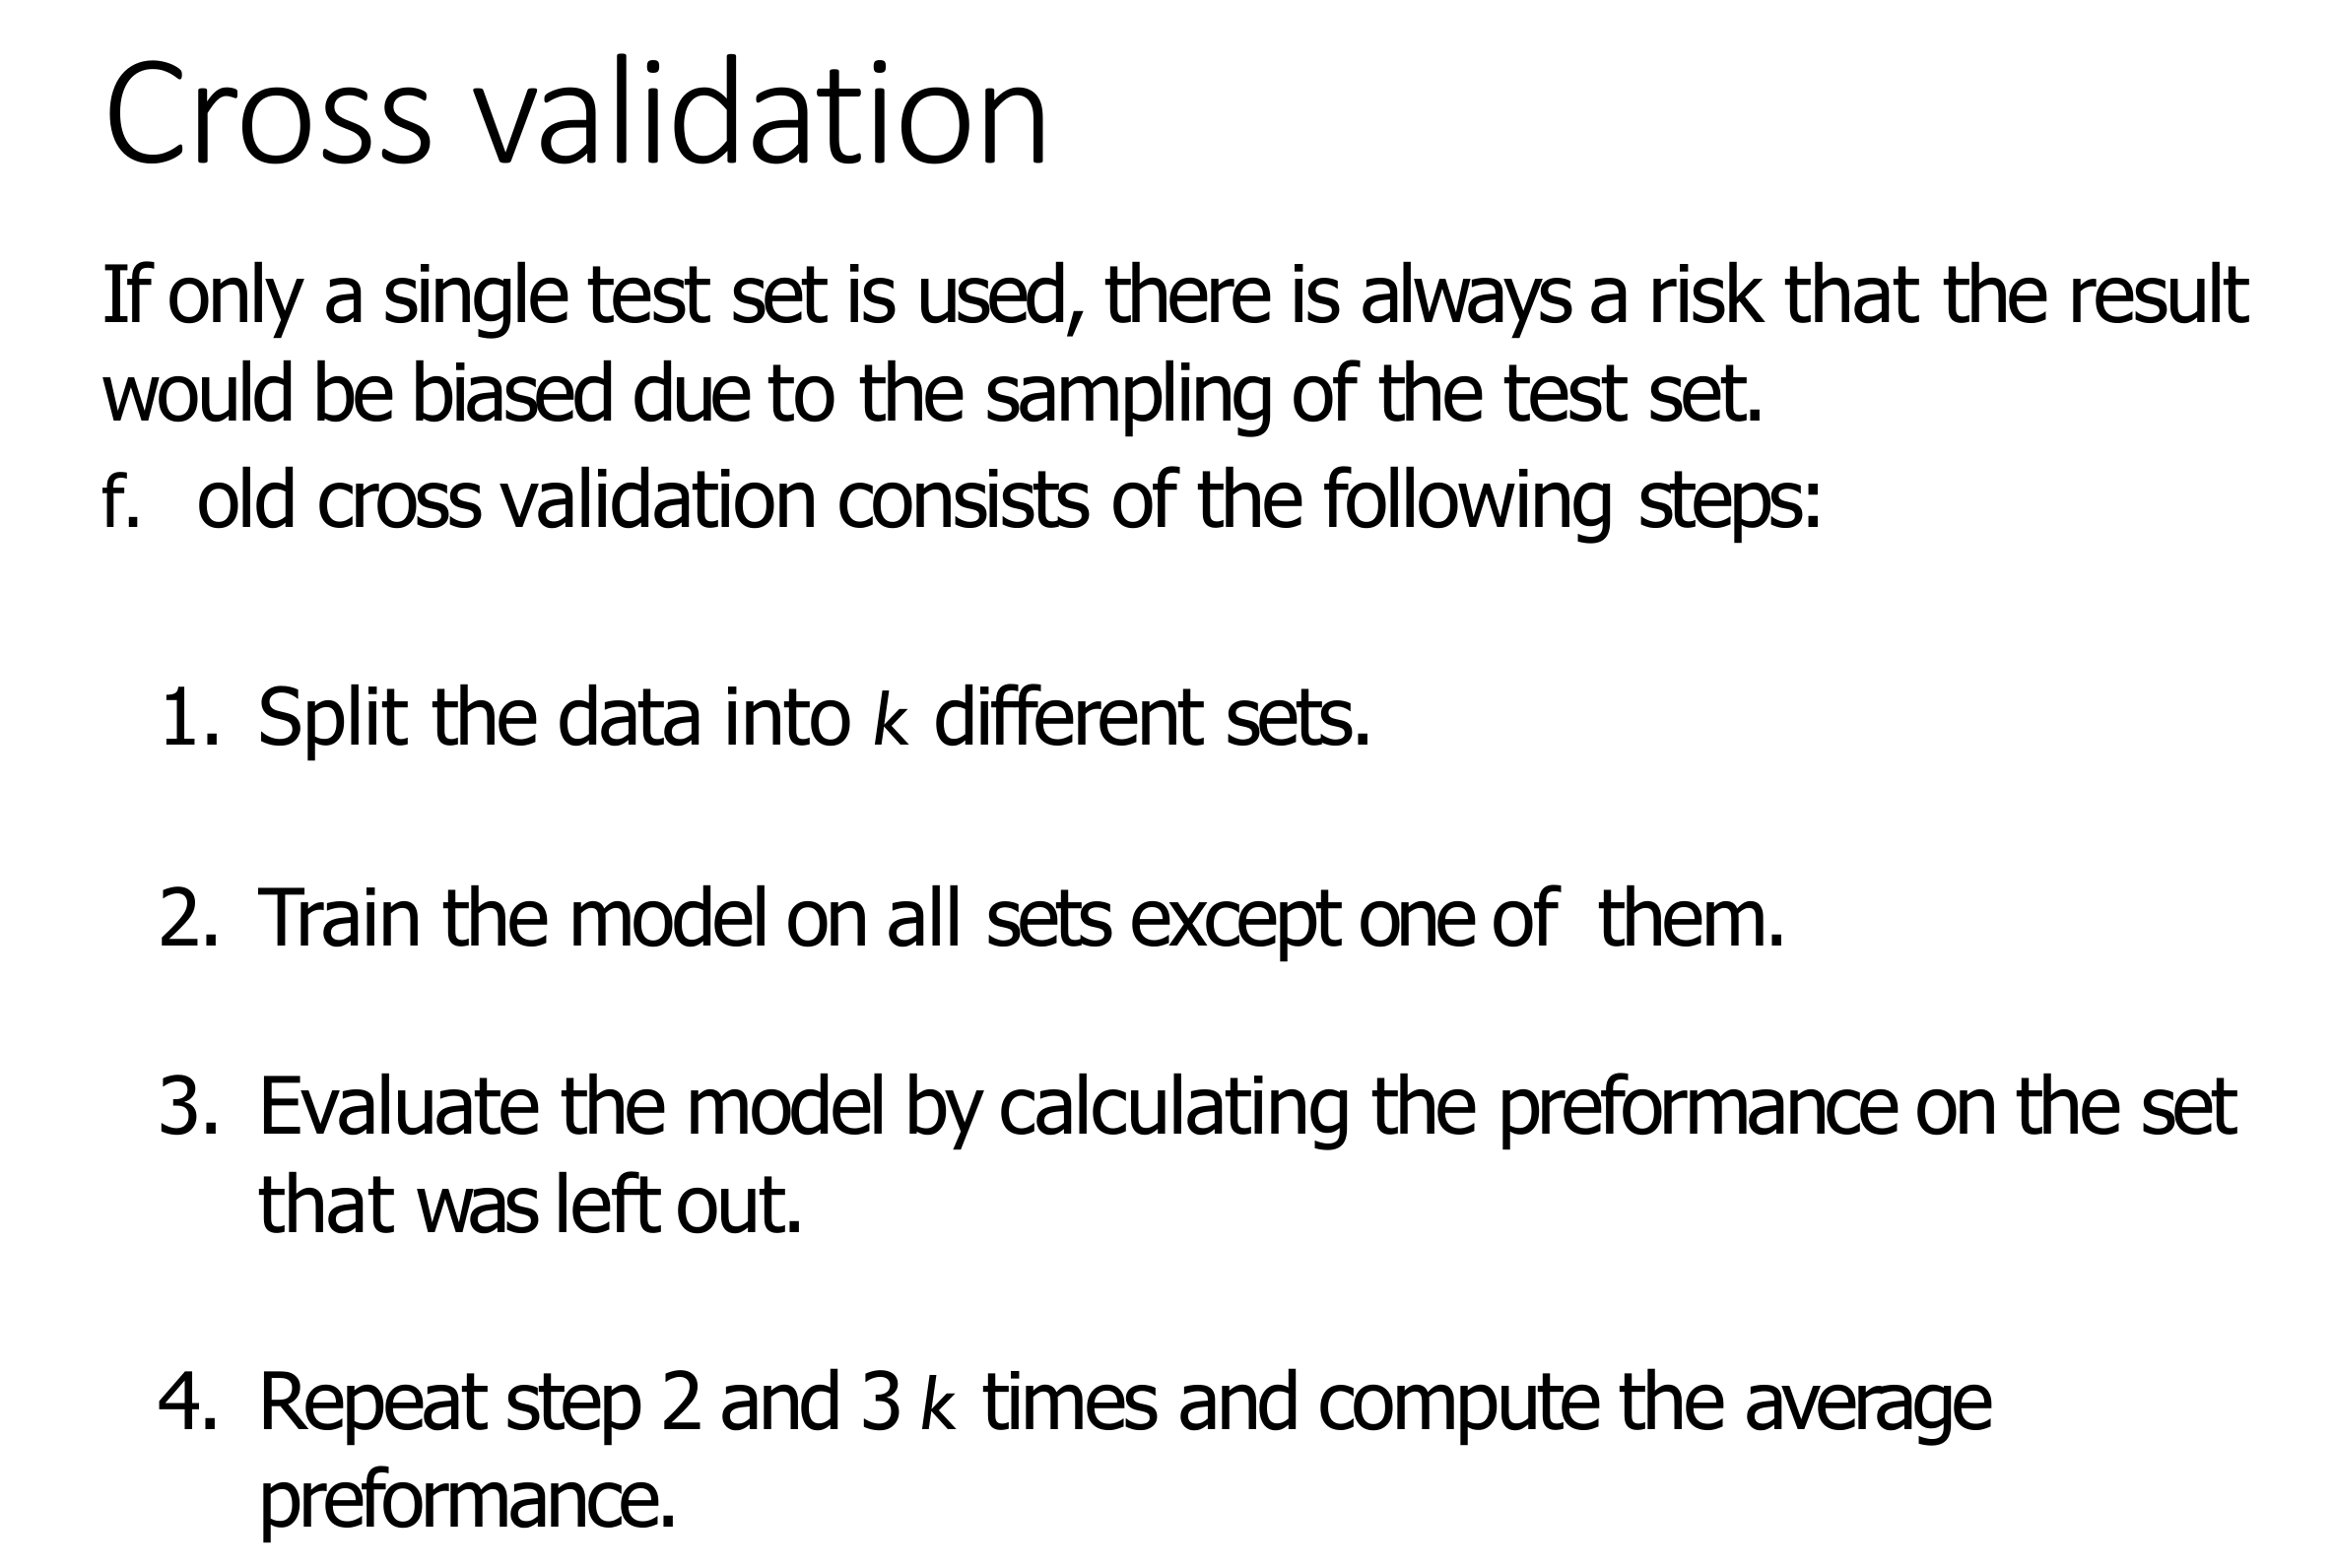 Cross validation
If only a single test set is used, there is always a risk that the result
would be biased due to the sampling of the test set.
f. old cross validation consists of the following steps:
1. Split the data into k different sets.
2. Train the model on all sets except one of them.
3. Evaluate the model by calculating the preformance on the set
that was left out.
4. Repeat step 2 and 3 k times and compute the average
preformance.